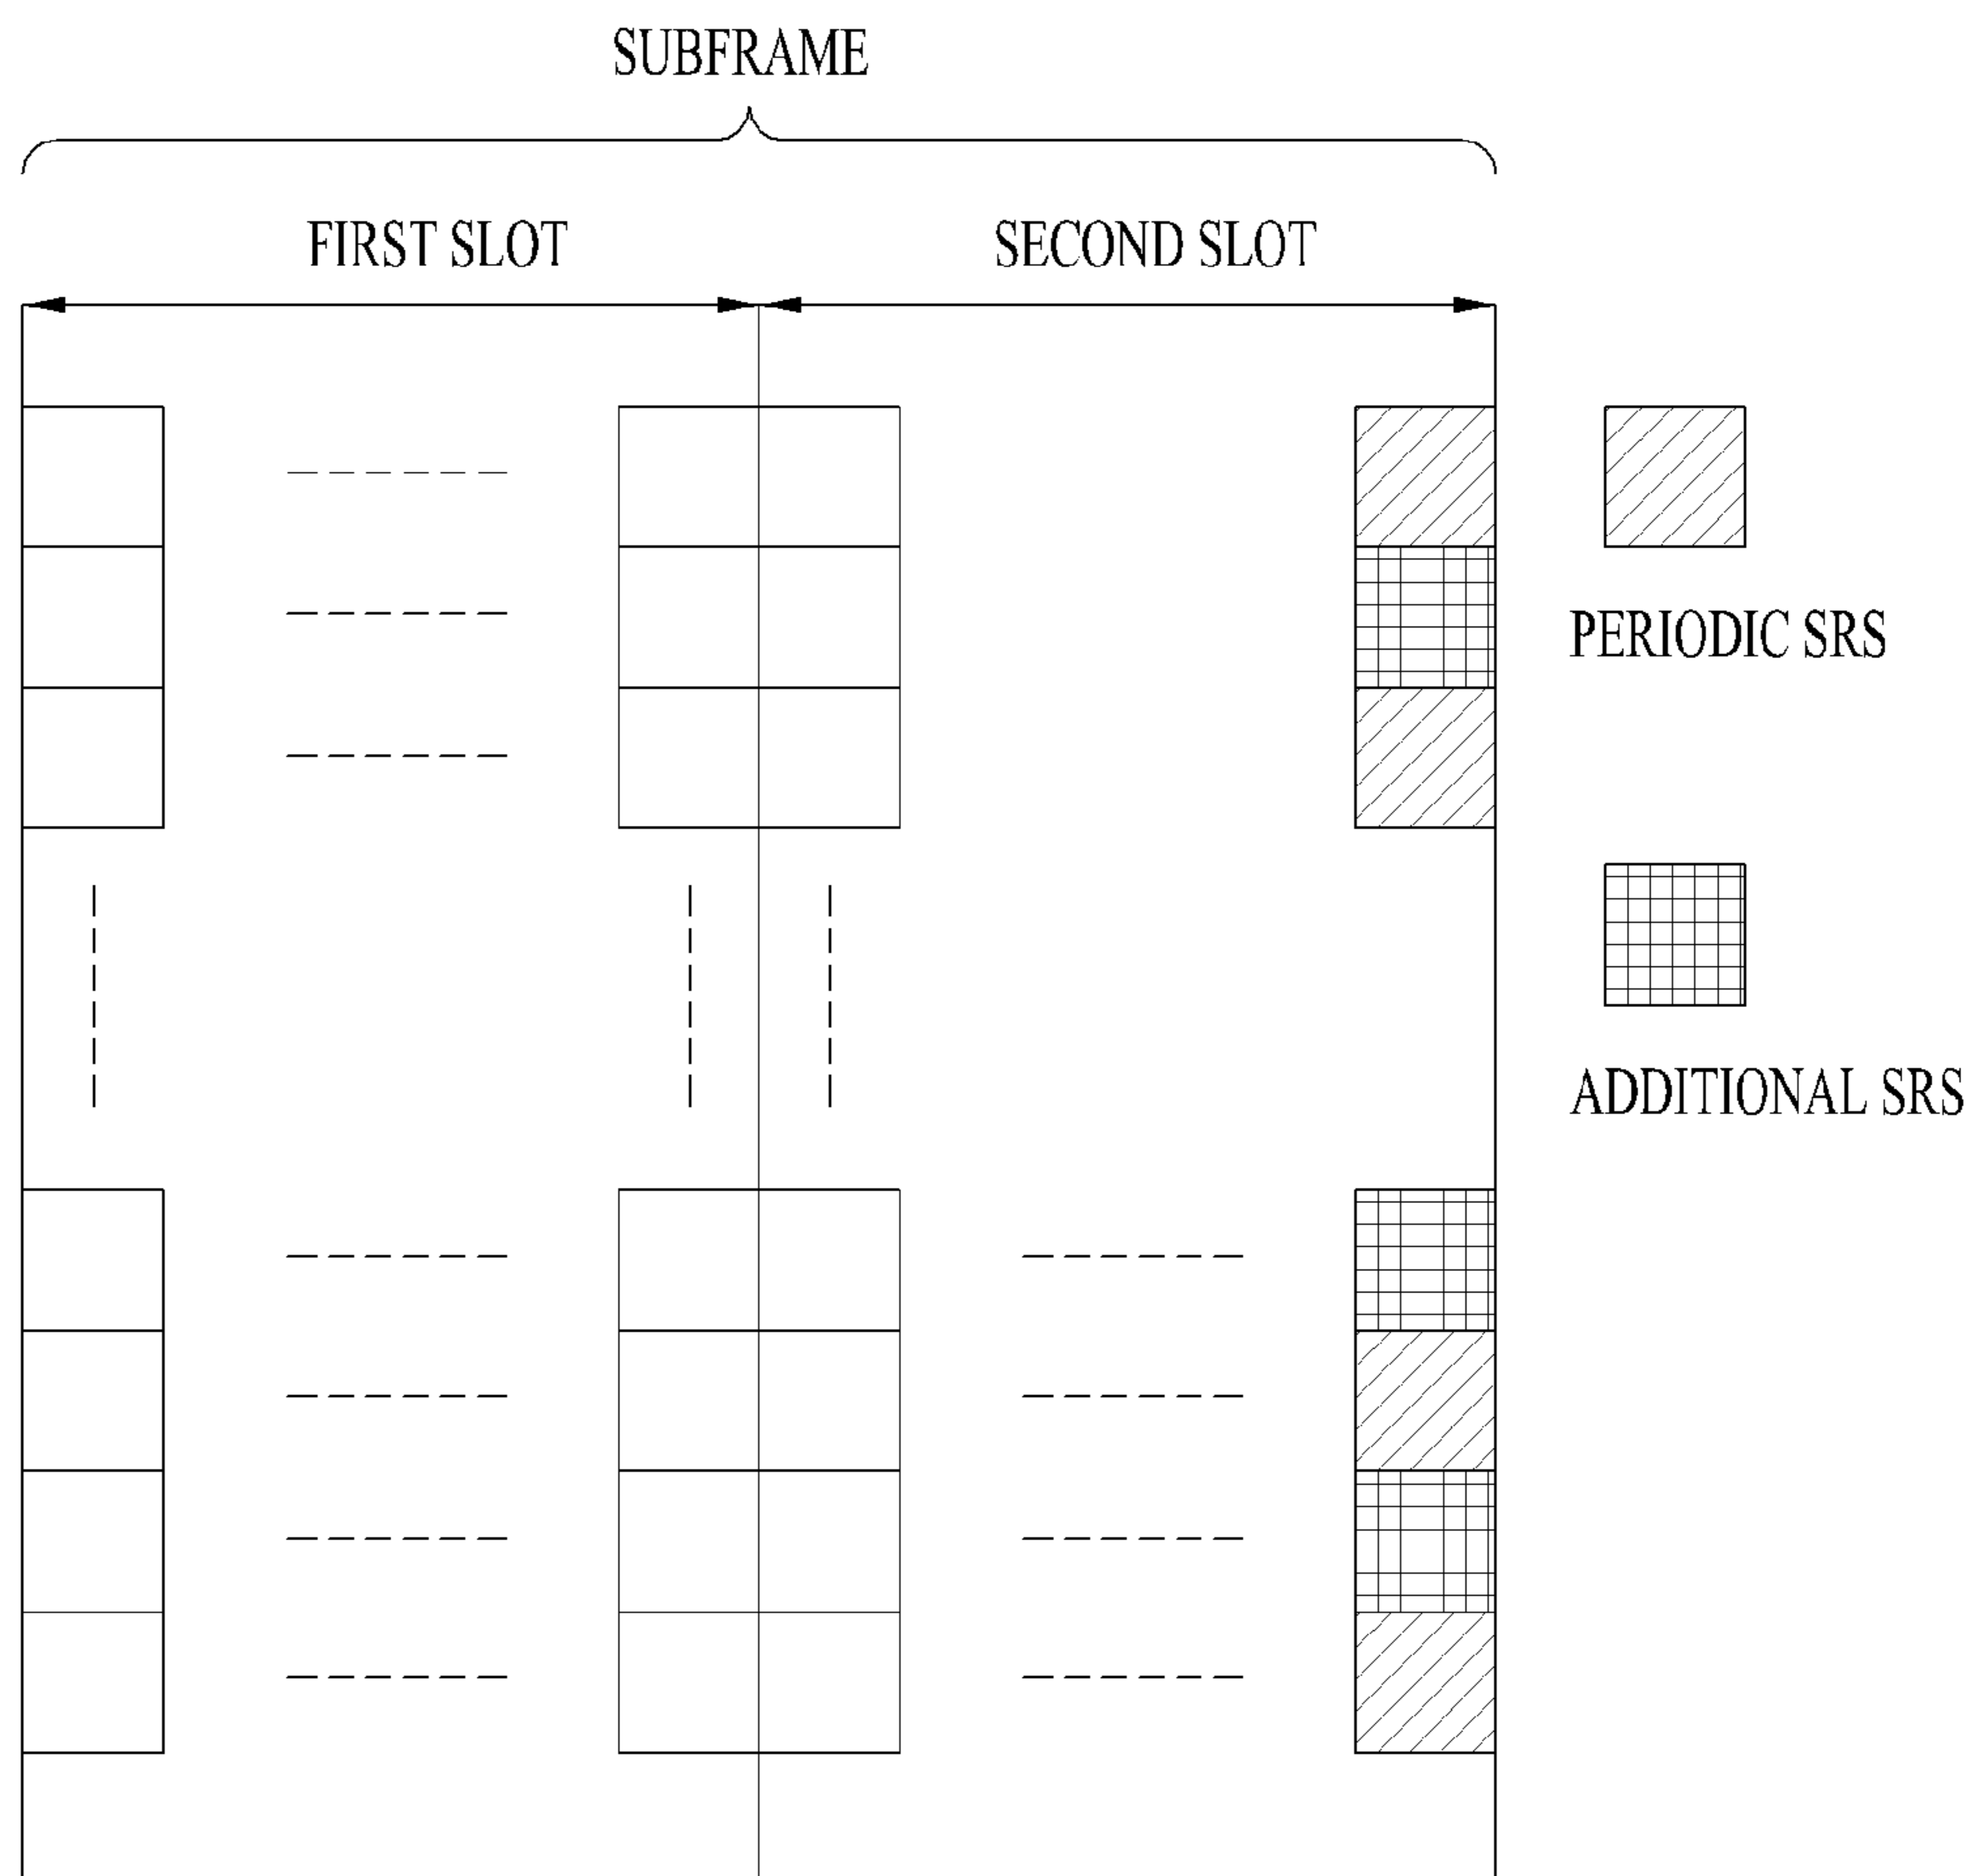 SUBFRAME
FIRST SLOT
SECOND SLOT
PERIODIC SRS
ADDITIONAL SRS